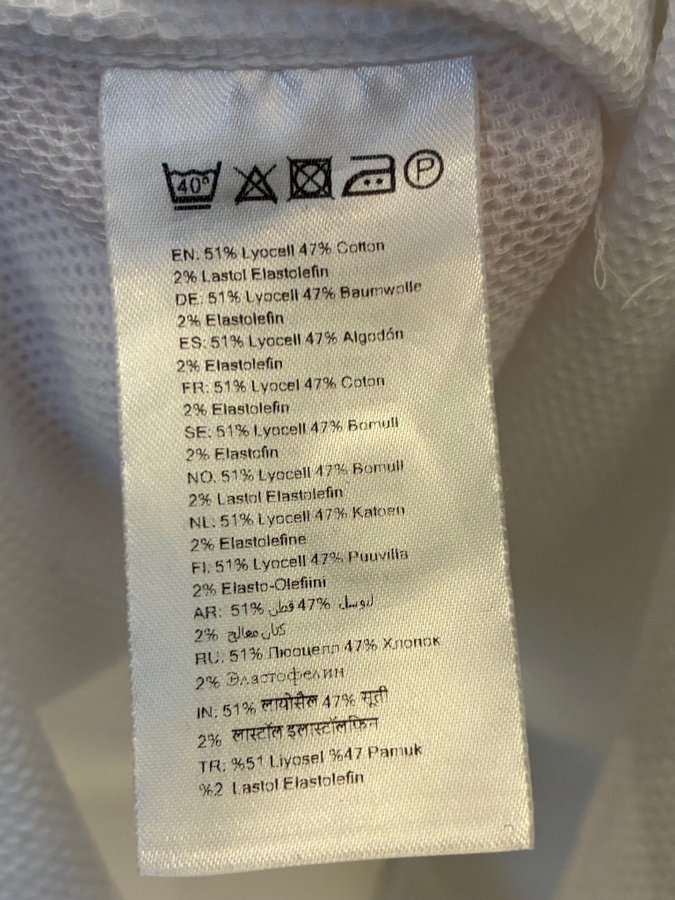 40°
P
EN: 51% Lyocell 47% Cotton
2% Lastol Elastolefin
DE: 51% Lyocell 47% Baumwolle
2% Elastolefin
ES: 51% Lyocell 47% Algodón
2% Elastolefin
FR: 51% Lyocel 47% Coton
2% Elastolefin
SE: 51% Lyocell 47% Bomull
2% Elastofin
NO. 51% Lyocell 47% Bomull
2% Lastol Elastolefin
NL: 51% Lyocell 47% Katoen
2% Elastolefine
FI: 51% Lyocell 47% Puuvilla
2% Elasto-Olefiini
AR: 51% قطن 47% لايوسل
2% كتان معالج
RU: 51% Лиоцелл 47% Хлопок
2% Эластофелин
IN: 51% लायोसैल 47% सूती
2% लास्टॉल इलास्टॉलफिन
TR: %51 Liyosel %47 Pamuk
%2 Lastol Elastolefin